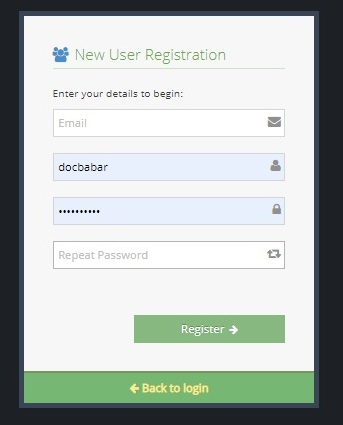 New User Registration
Enter your details to begin:
Email
docbabar
••••••••••
Repeat Password
Register
Back to login